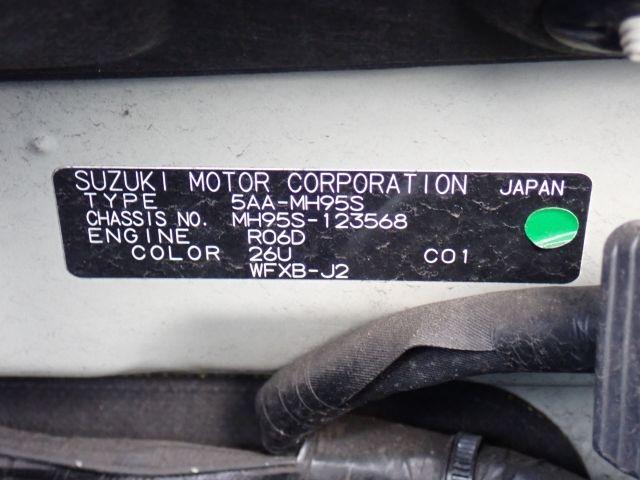 SUZUKI MOTOR CORPORATION JAPAN
TYPE 5AA-MH95S
CHASSIS NO. MH95S-123568
ENGINE R06D
COLOR 26U C01
WFXB-J2